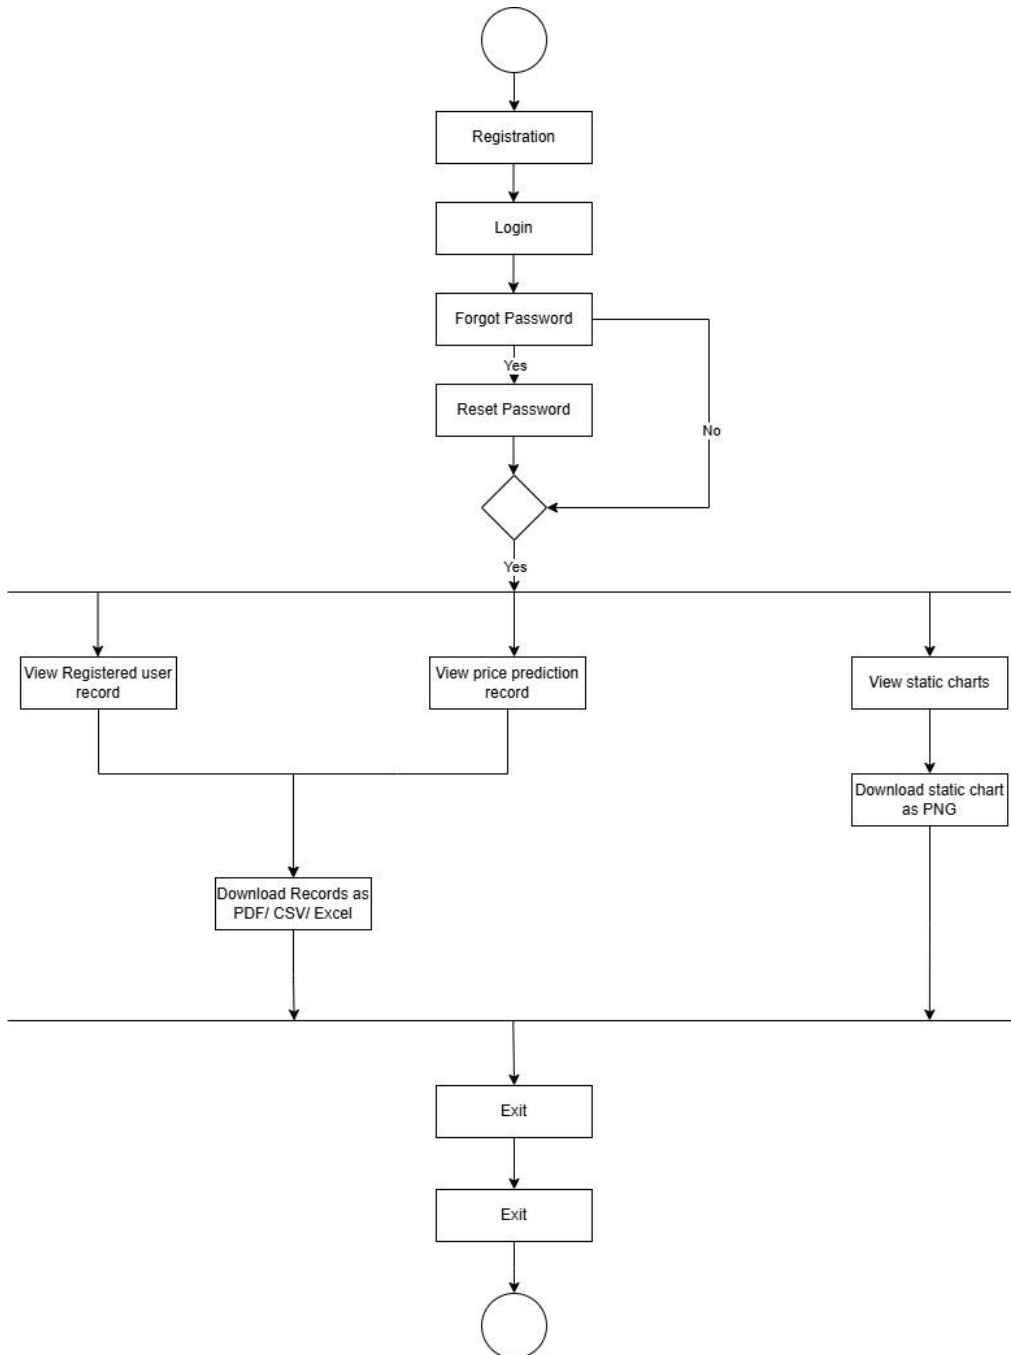 Registration
Login
Forgot Password
Yes
Reset Password
No
Yes
View Registered user
record
View price prediction
record
View static charts
Download static chart
as PNG
Download Records as
PDF/ CSV/ Excel
Exit
Exit